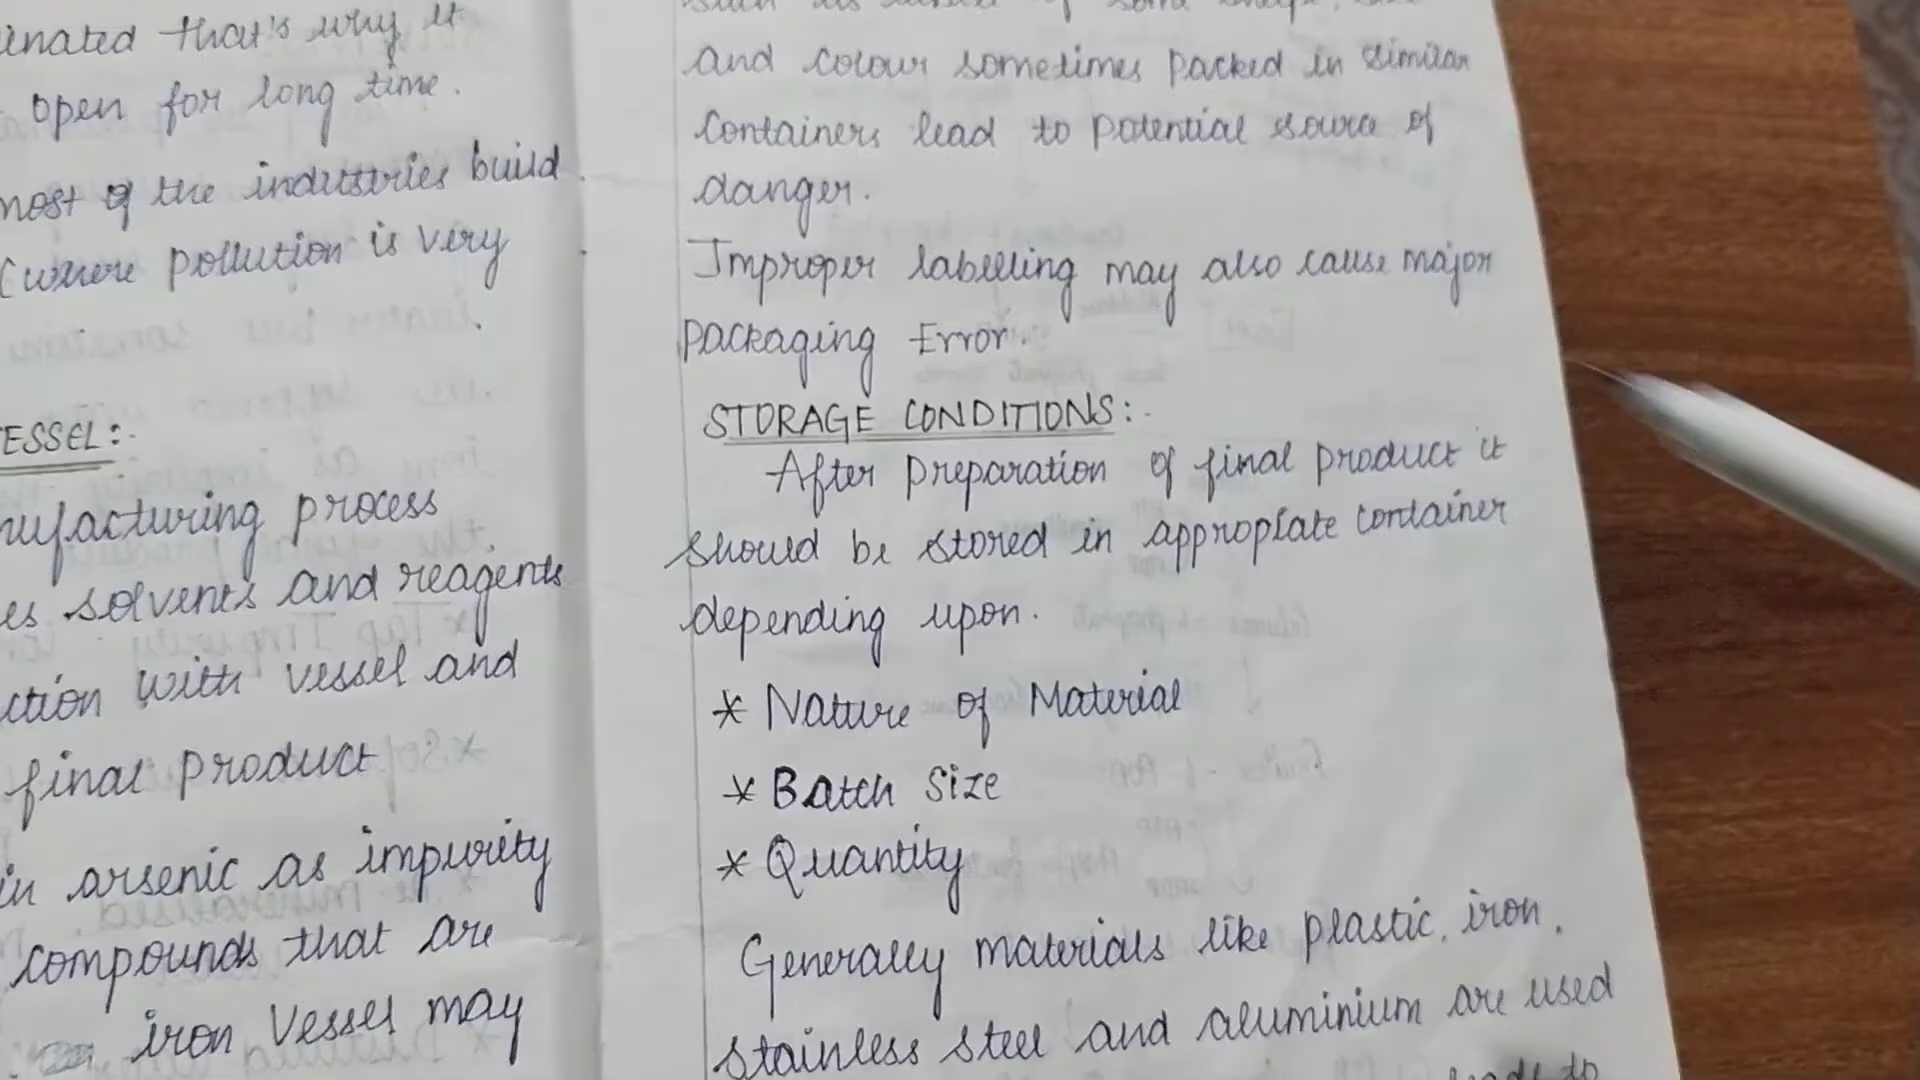 inated that's why it
open for long time.
most of the industries build
(where pollution is very
ESSEL:-
nufacturing process
es solvents and reagents
ction with vessel and
final product
in arsenic as impurity
compounds that are
iron vessel may
and colour sometimes packed in similar
containers lead to potential source of
danger.
Improper labelling may also cause major
packaging Error.
STORAGE CONDITIONS:-
After preparation of final product it
should be stored in appropiate container
depending upon.
* Nature of Material
* Batch Size
* Quantity
Generally materials like plastic, iron,
stainless steel and aluminium are used